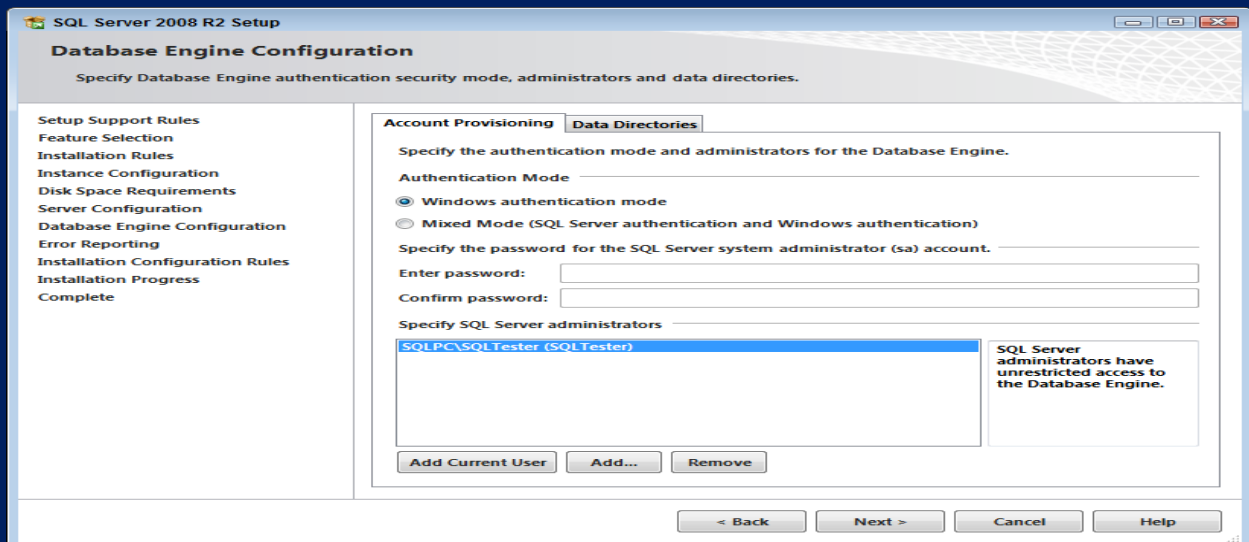 SQL Server 2008 R2 Setup
Database Engine Configuration
Specify Database Engine authentication security mode, administrators and data directories.
Setup Support Rules
Feature Selection
Installation Rules
Instance Configuration
Disk Space Requirements
Server Configuration
Database Engine Configuration
Error Reporting
Installation Configuration Rules
Installation Progress
Complete
Account Provisioning
Data Directories
Specify the authentication mode and administrators for the Database Engine.
Authentication Mode
Windows authentication mode
Mixed Mode (SQL Server authentication and Windows authentication)
Specify the password for the SQL Server system administrator (sa) account.
Enter password:
Confirm password:
Specify SQL Server administrators
SQLPC\SQLTester (SQLTester)
SQL Server
administrators have
unrestricted access to
the Database Engine.
Add Current User
Add...
Remove
< Back
Next >
Cancel
Help